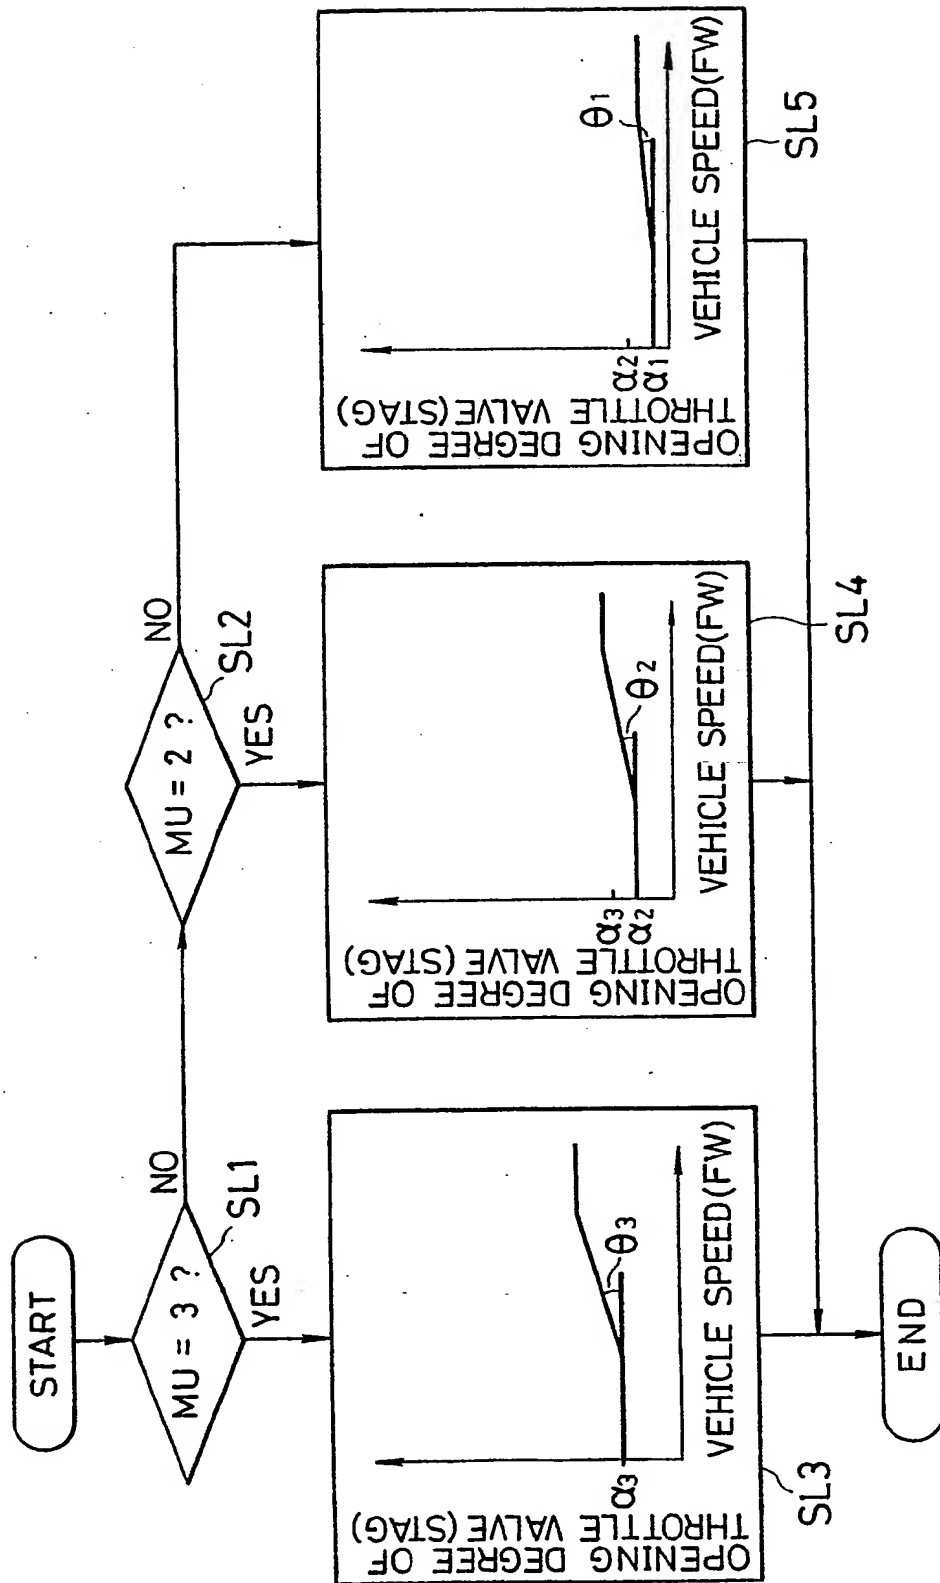 START
MU = 3 ?
SL1
NO
YES
MU = 2 ?
SL2
NO
YES
OPENING DEGREE OF
THROTTLE VALVE (STAG)
α3
θ3
VEHICLE SPEED (FW)
SL3
OPENING DEGREE OF
THROTTLE VALVE (STAG)
α3
α2
θ2
VEHICLE SPEED (FW)
SL4
OPENING DEGREE OF
THROTTLE VALVE (STAG)
α2
α1
θ1
VEHICLE SPEED (FW)
SL5
END